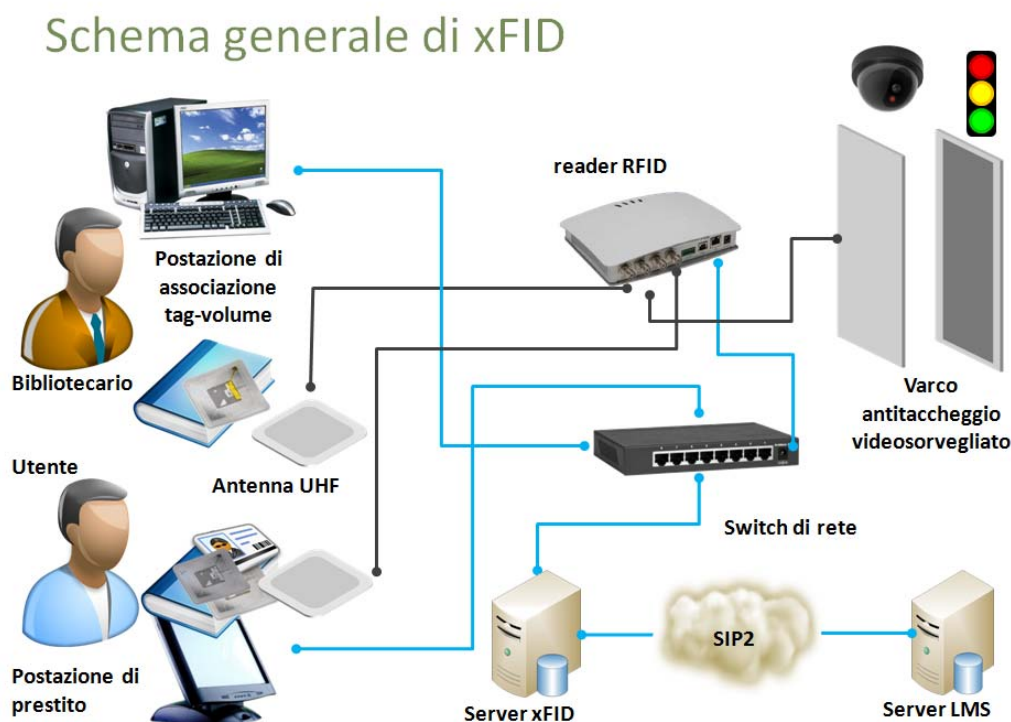 Schema generale di xFID
reader RFID
Postazione di
associazione
tag-volume
Bibliotecario
Varco
antitaccheggio
videosorvegliato
Utente
Antenna UHF
Switch di rete
SIP2
Postazione di
prestito
Server xFID
Server LMS